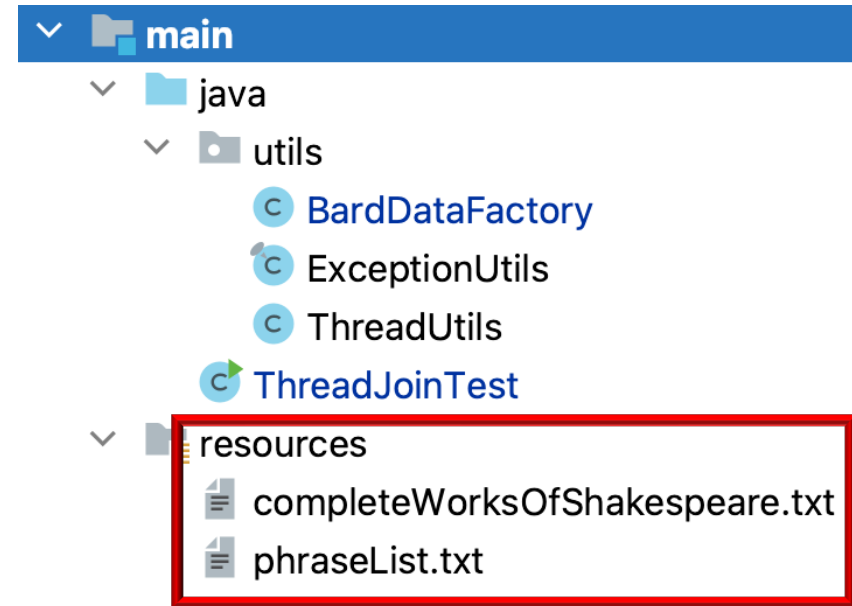 main
java
utils
C BardDataFactory
C ExceptionUtils
C ThreadUtils
C ThreadJoinTest
resources
completeWorksOfShakespeare.txt
phraseList.txt